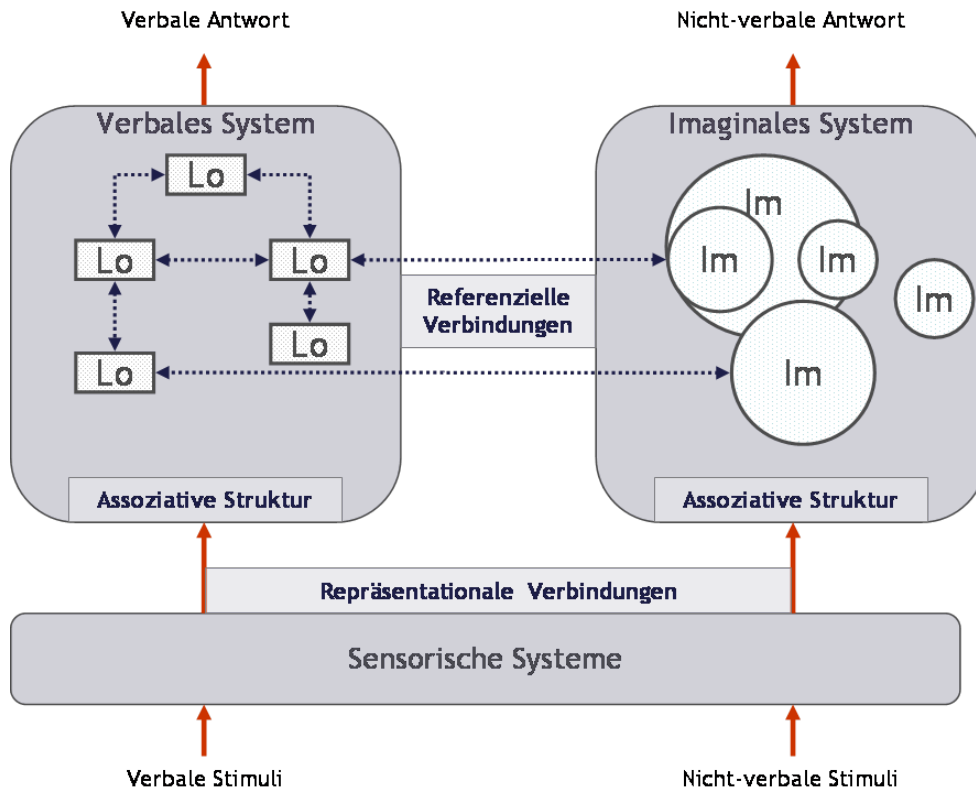 Verbale Antwort
Nicht-verbale Antwort
Verbales System
Imaginales System
Lo
Lo
Lo
Lo
Lo
Im
Im
Im
Im
Im
Referenzielle
Verbindungen
Assoziative Struktur
Assoziative Struktur
Repräsentationale Verbindungen
Sensorische Systeme
Verbale Stimuli
Nicht-verbale Stimuli